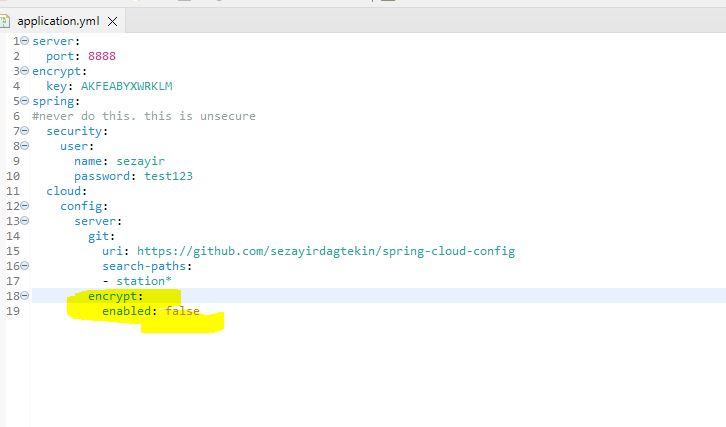 application.yml
1 server:
2   port: 8888
3 encrypt:
4   key: AKFEABYXWRKLM
5 spring:
6 #never do this. this is unsecure
7   security:
8     user:
9       name: sezayir
10       password: test123
11   cloud:
12     config:
13       server:
14         git:
15           uri: https://github.com/sezayirdagtekin/spring-cloud-config
16           search-paths:
17           - station*
18         encrypt:
19           enabled: false